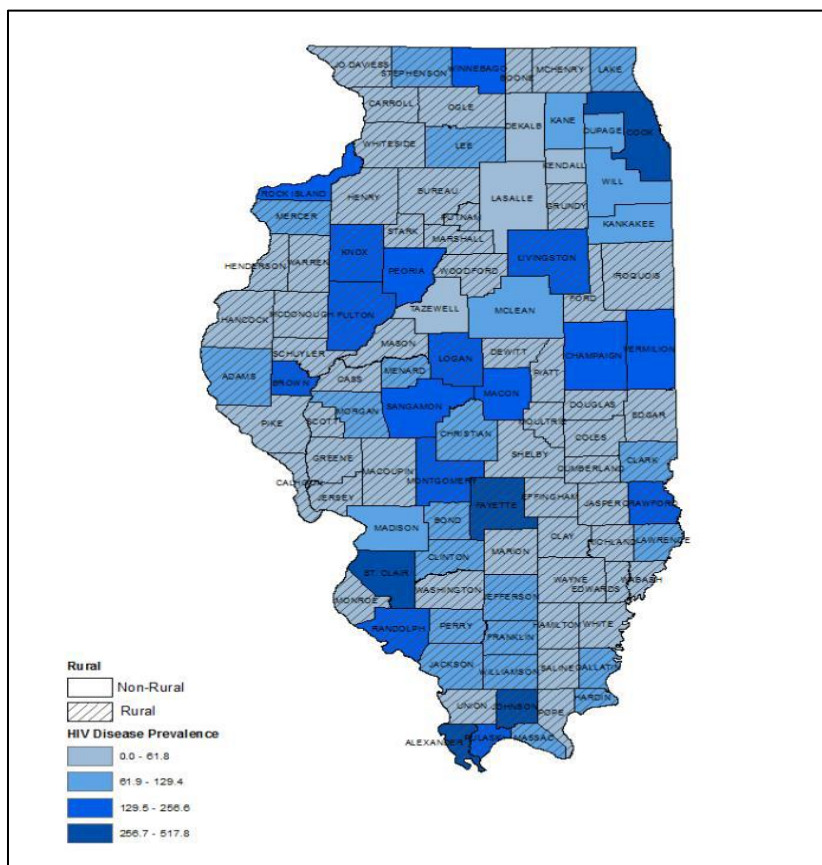 JO DAVIESS
STEPHENSON
WINNEBAGO
BOONE
MCHENRY
LAKE
CARROLL
OGLE
DEKALB
KANE
COOK
DUPAGE
WHITESIDE
LEE
KENDALL
WILL
ROCK ISLAND
HENRY
BUREAU
LASALLE
GRUNDY
MERCER
PUTNAM
KANKAKEE
STARK
MARSHALL
KNOX
LIVINGSTON
HENDERSON
WARREN
PEORIA
WOODFORD
IROQUOIS
FORD
TAZEWELL
MCLEAN
HANCOCK
MCDONOUGH
FULTON
MASON
SCHUYLER
LOGAN
DEWITT
CHAMPAIGN
VERMILION
ADAMS
BROWN
CASS
MENARD
PIATT
MACON
SANGAMON
MORGAN
DOUGLAS
EDGAR
PIKE
SCOTT
CHRISTIAN
MOULTRIE
COLES
GREENE
SHELBY
CUMBERLAND
CLARK
MACOUPIN
CALHOUN
MONTGOMERY
JERSEY
FAYETTE
EFFINGHAM
JASPER
CRAWFORD
MADISON
BOND
CLAY
RICHLAND
LAWRENCE
CLINTON
MARION
ST. CLAIR
WAYNE
EDWARDS
WABASH
WASHINGTON
MONROE
JEFFERSON
RANDOLPH
PERRY
HAMILTON
WHITE
FRANKLIN
JACKSON
WILLIAMSON
SALINE
GALLATIN
UNION
JOHNSON
POPE
HARDIN
ALEXANDER
PULASKI
MASSAC
Rural
Non-Rural
Rural
HIV Disease Prevalence
0.0 - 61.8
61.9 - 129.4
129.5 - 256.6
256.7 - 517.8